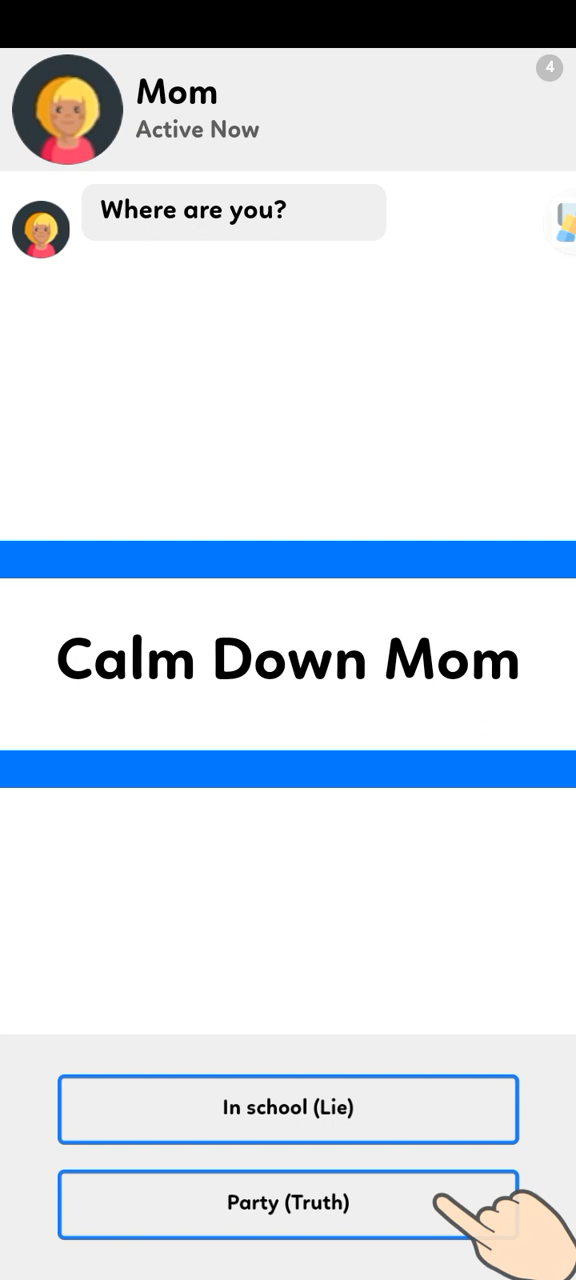 Mom
4
Active Now
Where are you?
Calm Down Mom
In school (Lie)
Party (Truth)